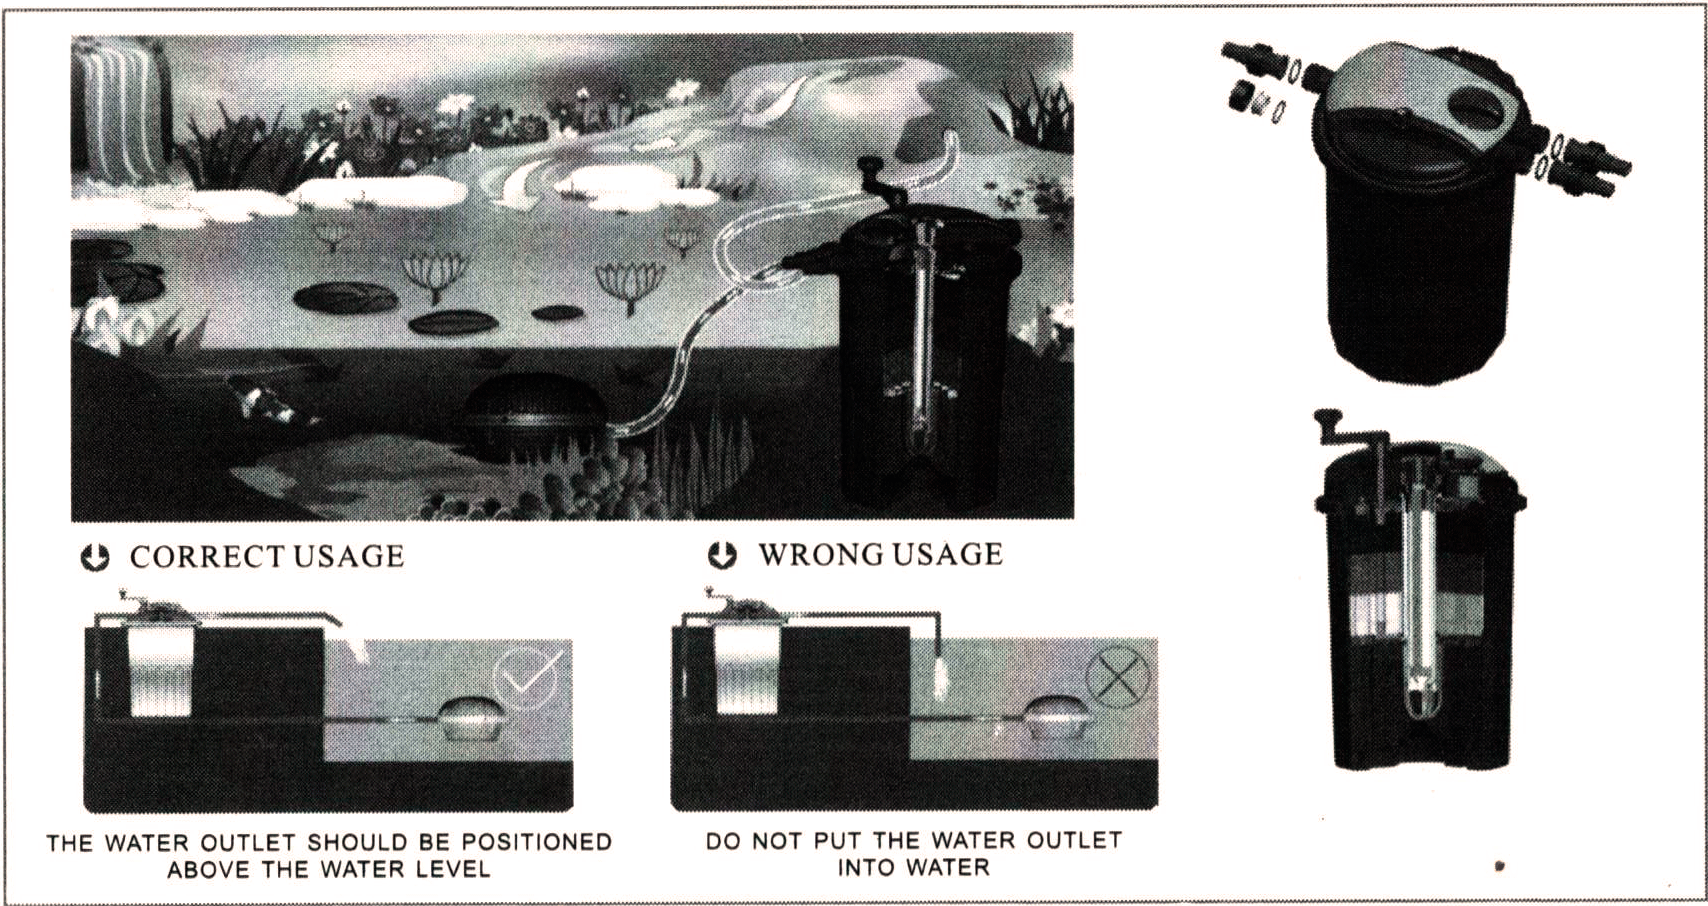 CORRECT USAGE
WRONG USAGE
THE WATER OUTLET SHOULD BE POSITIONED
ABOVE THE WATER LEVEL
DO NOT PUT THE WATER OUTLET
INTO WATER